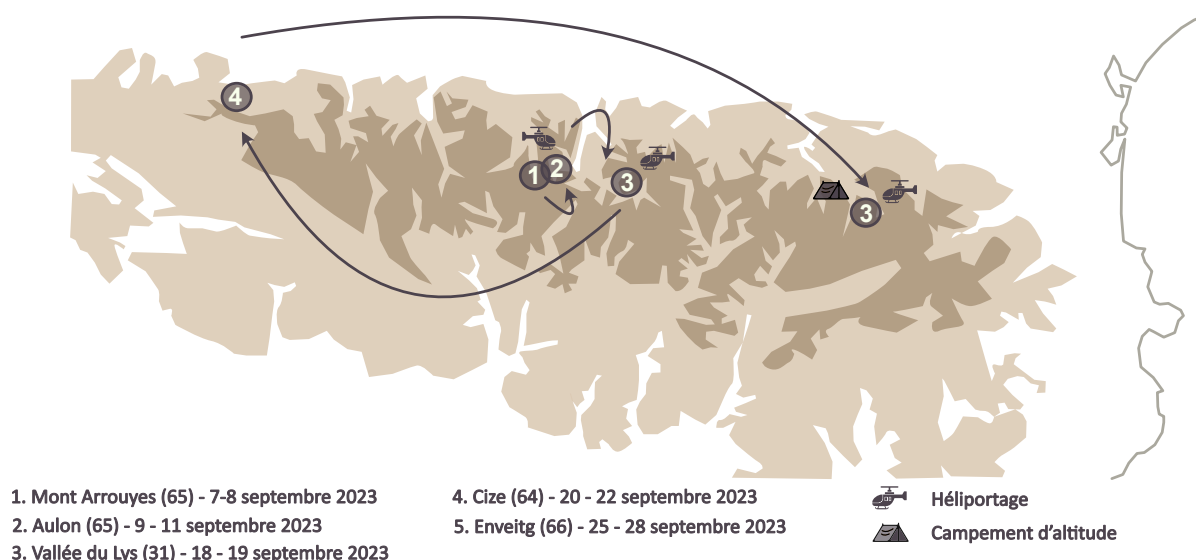 4
1
2
3
3
1. Mont Arrouyes (65) - 7-8 septembre 2023
2. Aulon (65) - 9 - 11 septembre 2023
3. Vallée du Lys (31) - 18 - 19 septembre 2023
4. Cize (64) - 20 - 22 septembre 2023
5. Enveitg (66) - 25 - 28 septembre 2023
Héliportage
Campement d'altitude